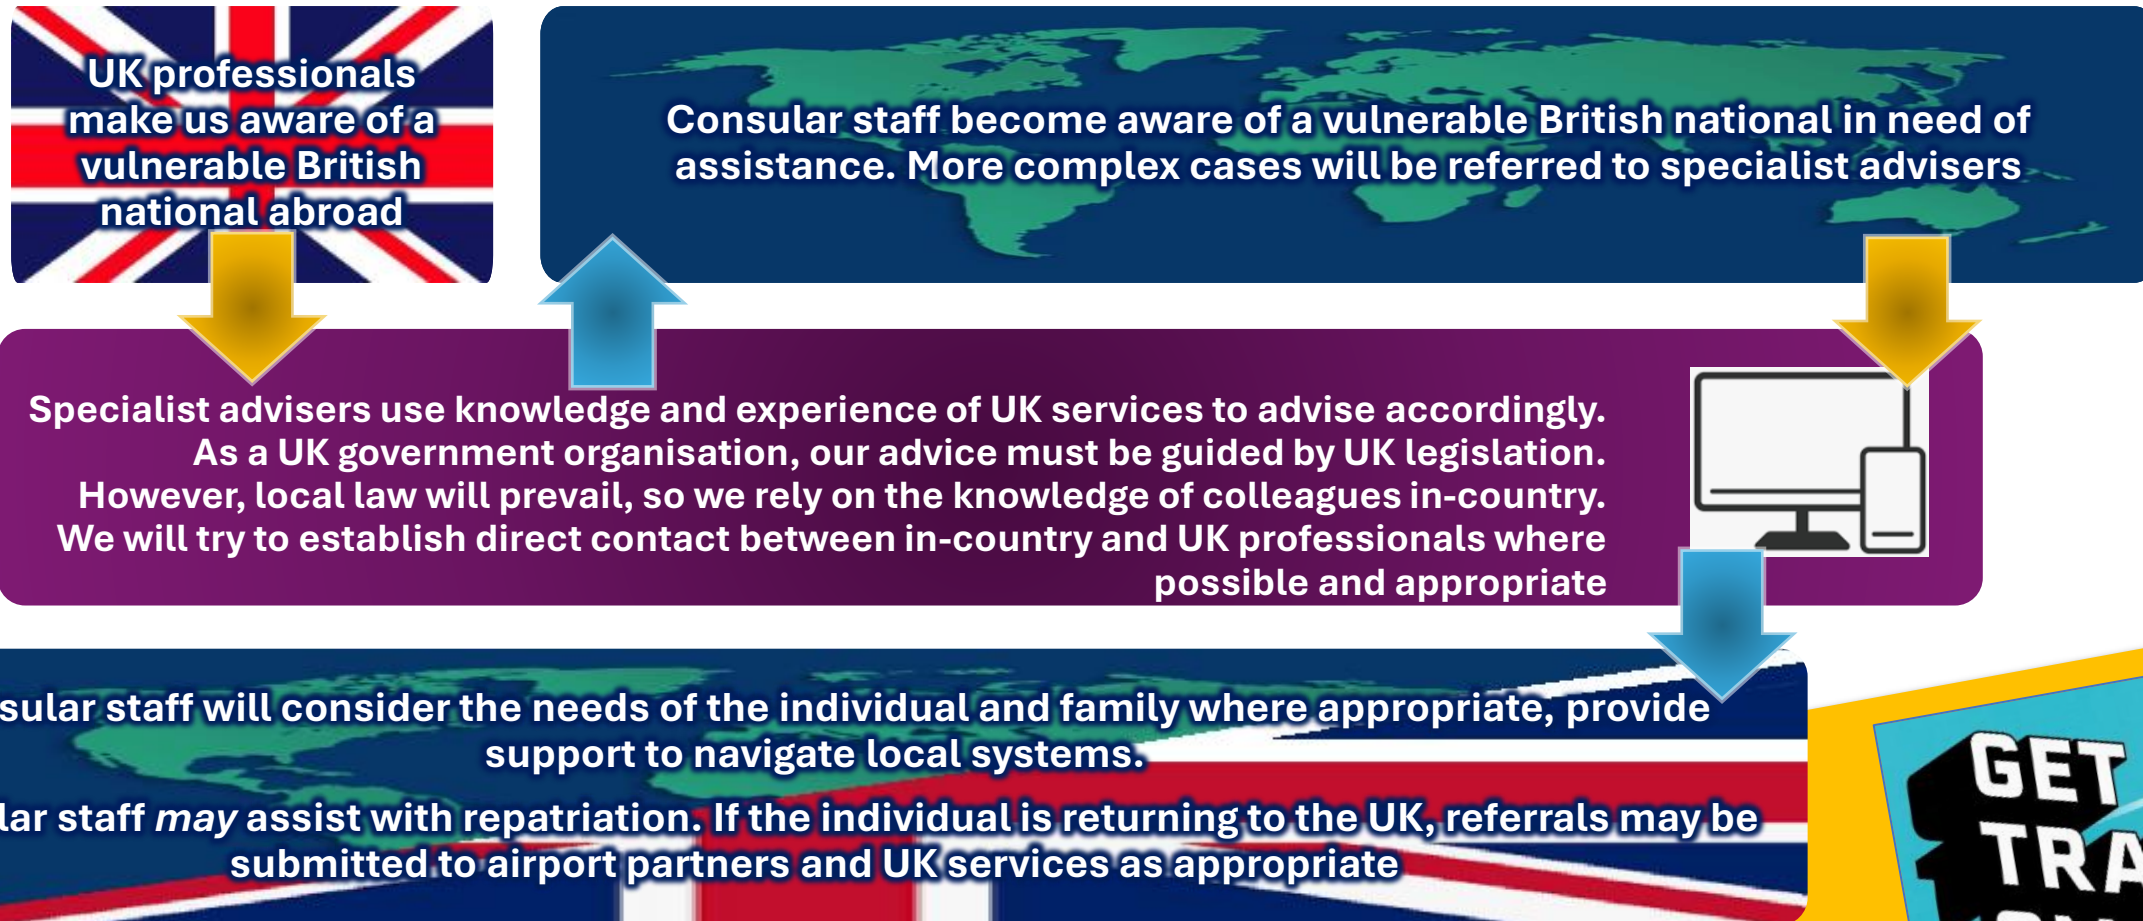 UK professionals
make us aware of a
vulnerable British
national abroad
Consular staff become aware of a vulnerable British national in need of
assistance. More complex cases will be referred to specialist advisers
Specialist advisers use knowledge and experience of UK services to advise accordingly.
As a UK government organisation, our advice must be guided by UK legislation.
However, local law will prevail, so we rely on the knowledge of colleagues in-country.
We will try to establish direct contact between in-country and UK professionals where
possible and appropriate
sular staff will consider the needs of the individual and family where appropriate, provide
support to navigate local systems.
lar staff may assist with repatriation. If the individual is returning to the UK, referrals may be
submitted to airport partners and UK services as appropriate
GET
TRA